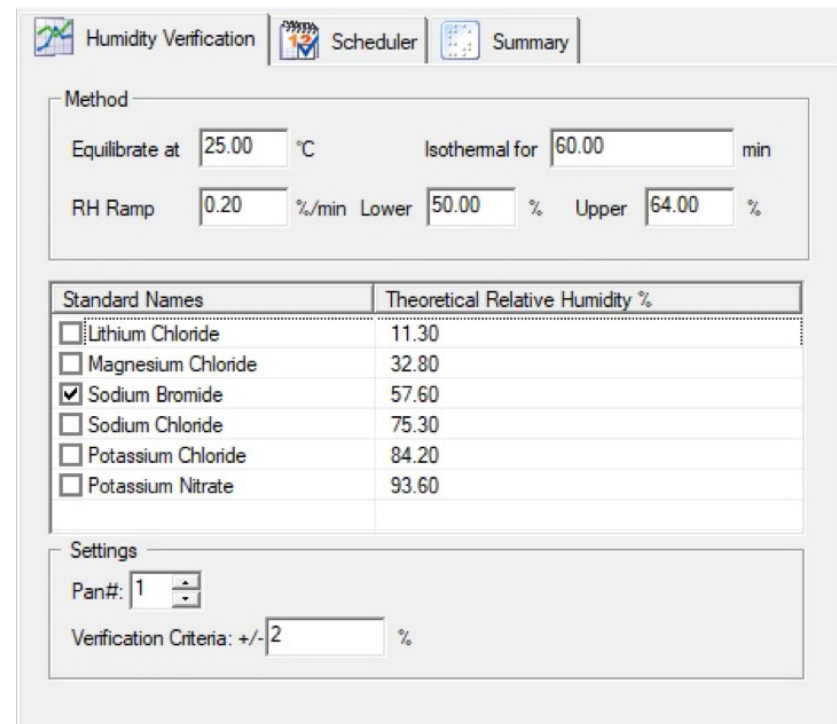 Humidity Verification Scheduler Summary
Method
Equilibrate at 25.00 °C Isothermal for 60.00 min
RH Ramp 0.20 %/min Lower 50.00 % Upper 64.00 %
Standard Names Theoretical Relative Humidity %
Lithium Chloride 11.30
Magnesium Chloride 32.80
Sodium Bromide 57.60
Sodium Chloride 75.30
Potassium Chloride 84.20
Potassium Nitrate 93.60
Settings
Pan#: 1
Verification Criteria: +/- 2 %